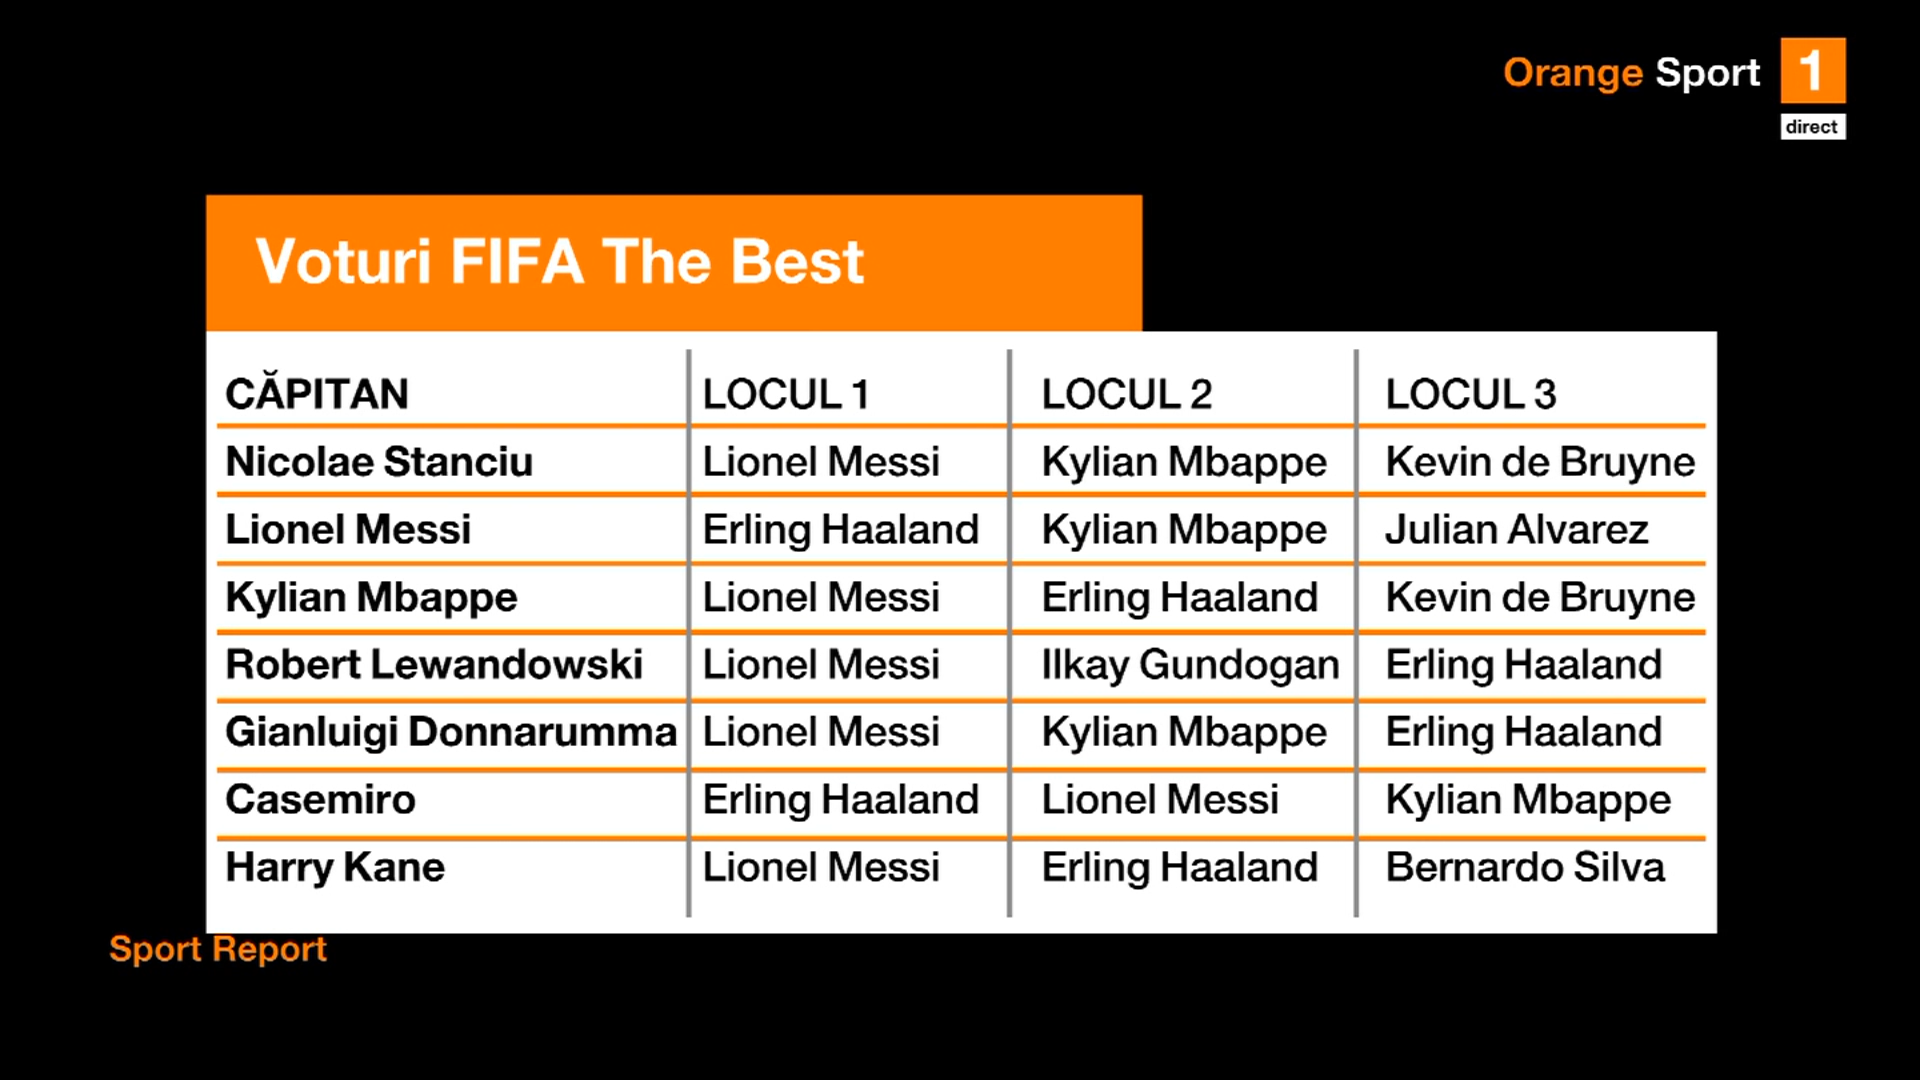 Orange Sport 1
direct
Voturi FIFA The Best
CĂPITAN LOCUL 1 LOCUL 2 LOCUL 3
Nicolae Stanciu Lionel Messi Kylian Mbappe Kevin de Bruyne
Lionel Messi Erling Haaland Kylian Mbappe Julian Alvarez
Kylian Mbappe Lionel Messi Erling Haaland Kevin de Bruyne
Robert Lewandowski Lionel Messi Ilkay Gundogan Erling Haaland
Gianluigi Donnarumma Lionel Messi Kylian Mbappe Erling Haaland
Casemiro Erling Haaland Lionel Messi Kylian Mbappe
Harry Kane Lionel Messi Erling Haaland Bernardo Silva
Sport Report